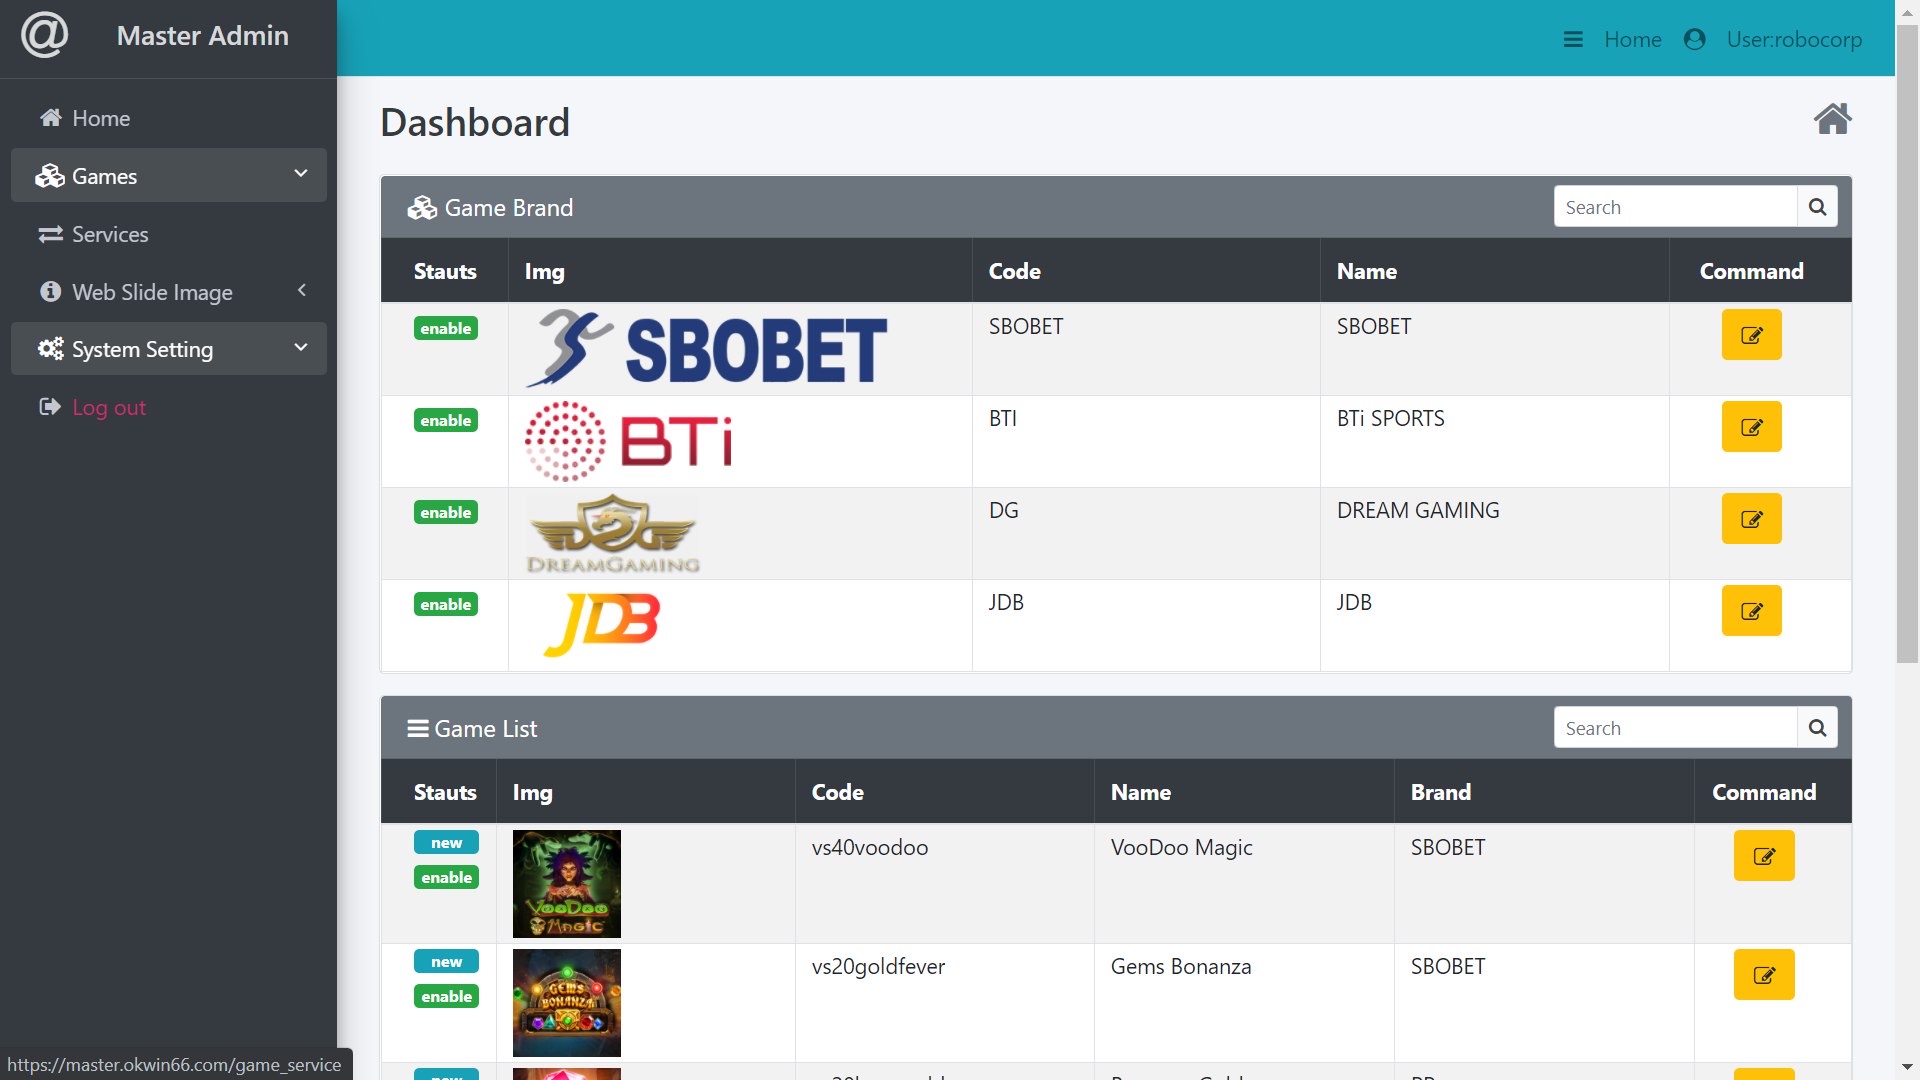 @ Master Admin
Home
Games
Services
Web Slide Image
System Setting
Log out
Home
User:robocorp
Dashboard
Game Brand
Search
Stauts Img Code Name Command
enable SBOBET SBOBET SBOBET
enable BTi BTI BTi SPORTS
enable DREAMGAMING DG DREAM GAMING
enable JDB JDB JDB
Game List
Search
Stauts Img Code Name Brand Command
new
enable VooDoo Magic vs40voodoo VooDoo Magic SBOBET
new
enable GEMS BONANZA vs20goldfever Gems Bonanza SBOBET
new
https://master.okwin66.com/game_service